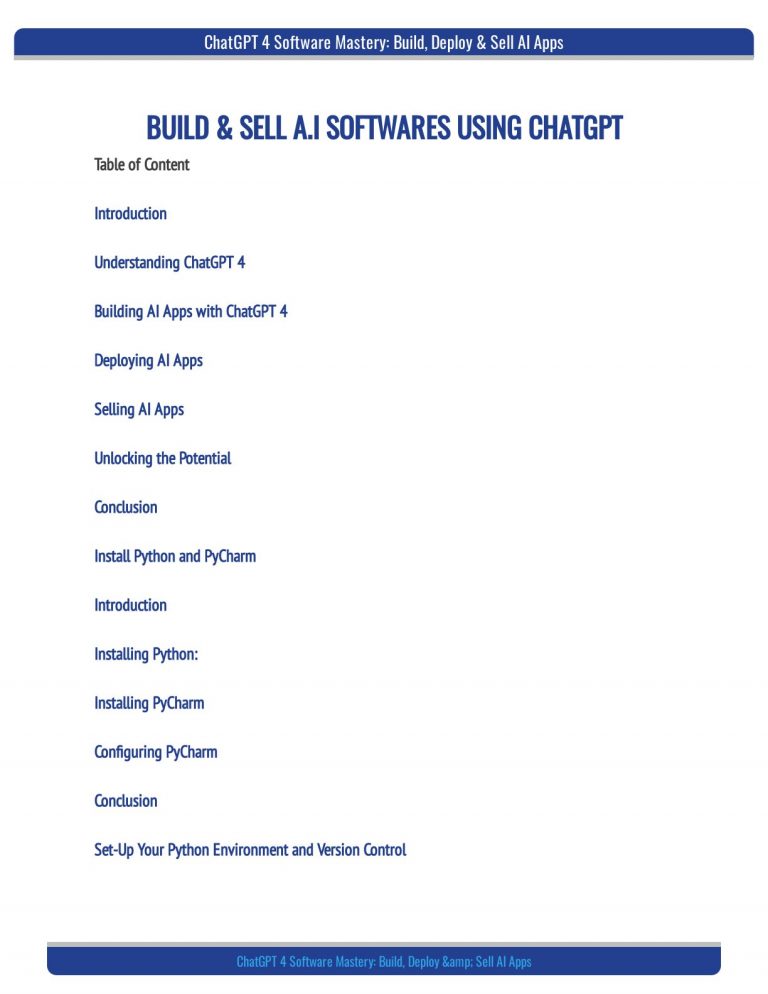 ChatGPT 4 Software Mastery: Build, Deploy & Sell AI Apps
BUILD & SELL A.I SOFTWARES USING CHATGPT
Table of Content
Introduction
Understanding ChatGPT 4
Building AI Apps with ChatGPT 4
Deploying AI Apps
Selling AI Apps
Unlocking the Potential
Conclusion
Install Python and PyCharm
Introduction
Installing Python:
Installing PyCharm
Configuring PyCharm
Conclusion
Set-Up Your Python Environment and Version Control
ChatGPT 4 Software Mastery: Build, Deploy &amp; Sell AI Apps